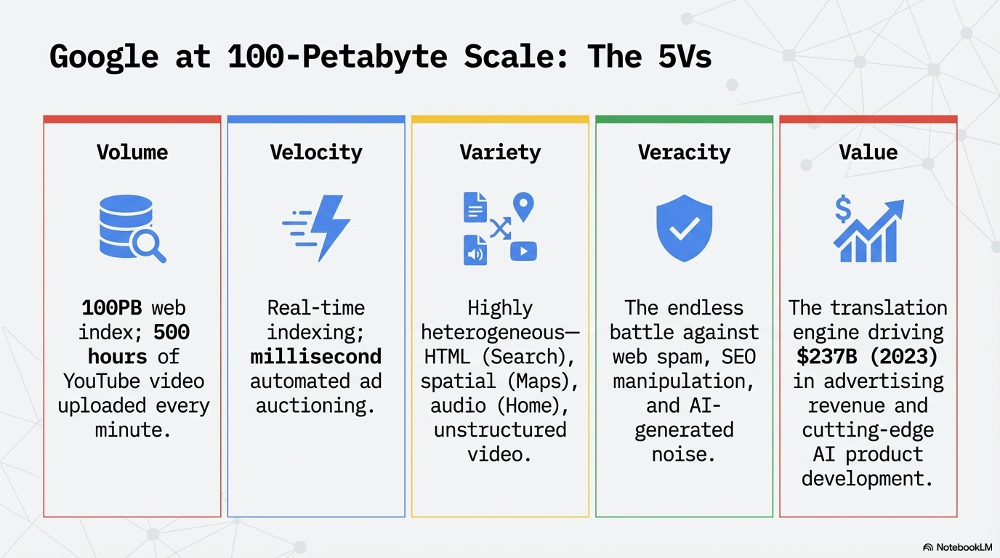 Google at 100-Petabyte Scale: The 5Vs
Volume
100PB web
index; 500
hours of
YouTube video
uploaded every
minute.
Velocity
Real-time
indexing;
millisecond
automated ad
auctioning.
Variety
Highly
heterogeneous—
HTML (Search),
spatial (Maps),
audio (Home),
unstructured
video.
Veracity
The endless
battle against
web spam, SEO
manipulation,
and AI-
generated
noise.
Value
$
The translation
engine driving
$237B (2023)
in advertising
revenue and
cutting-edge
AI product
development.
NotebookLM